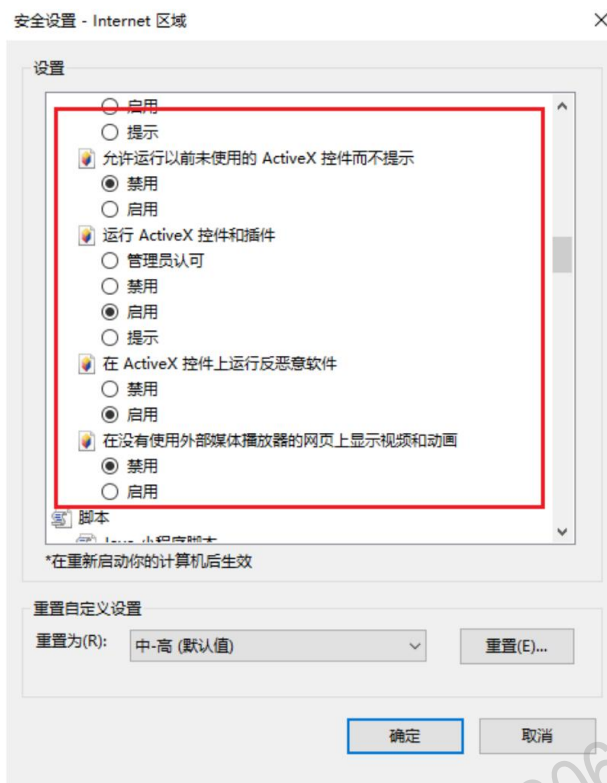 安全设置 - Internet 区域
设置
启用
提示
允许运行以前未使用的 ActiveX 控件而不提示
禁用
启用
运行 ActiveX 控件和插件
管理员认可
禁用
启用
提示
在 ActiveX 控件上运行反恶意软件
禁用
启用
在没有使用外部媒体播放器的网页上显示视频和动画
禁用
启用
脚本
Java 小程序脚本
*在重新启动你的计算机后生效
重置自定义设置
重置为(R): 中-高 (默认值) 重置(E)...
确定 取消